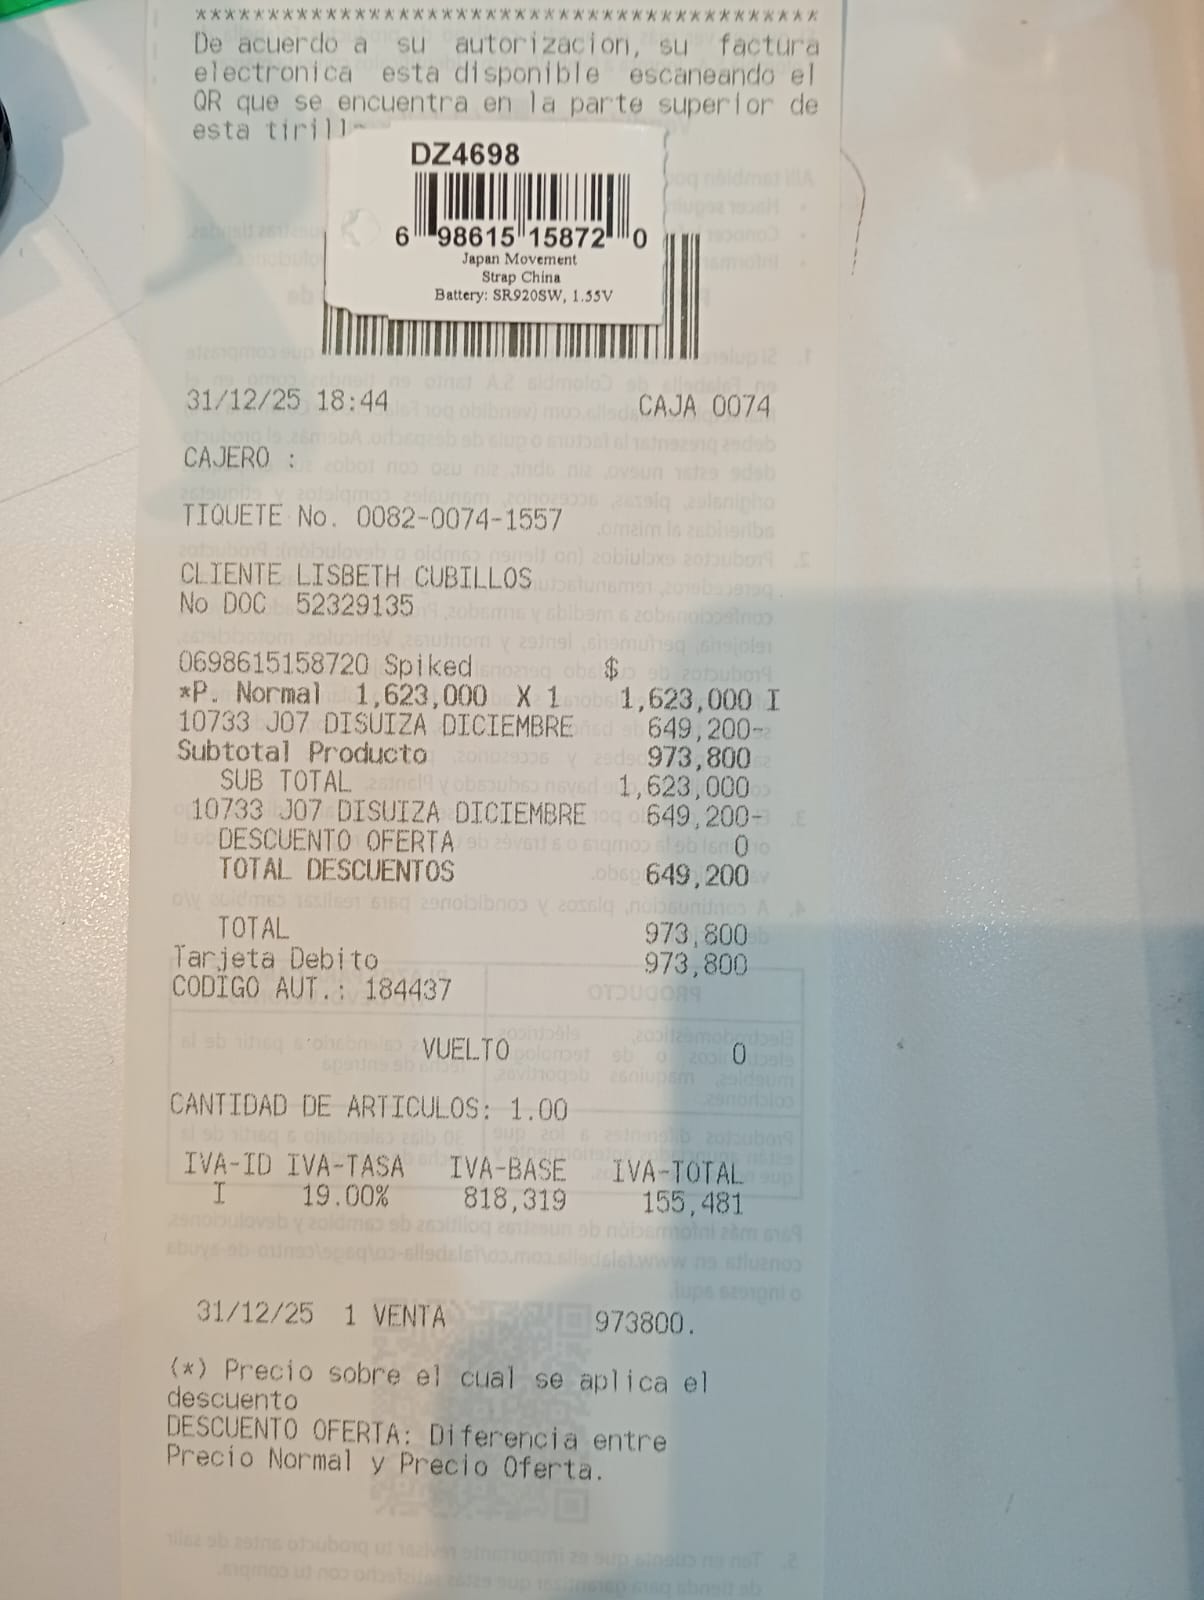 ******************************************
De acuerdo a su autorizacion, su factura
electronica esta disponible escaneando el
QR que se encuentra en la parte superior de
esta
DZ4698
6 98615 15872 0
Japan Movement
Strap China
Battery: SR920SW, 1.55V
31/12/25 18:44 CAJA 0074
CAJERO :
TIQUETE No. 0082-0074-1557
CLIENTE LISBETH CUBILLOS
No DOC 52329135
0698615158720 Spiked $
*P. Normal 1,623,000 X 1 1,623,000 I
10733 J07 DISUIZA DICIEMBRE 649,200-
Subtotal Producto 973,800
SUB TOTAL 1,623,000
10733 J07 DISUIZA DICIEMBRE 649,200-
DESCUENTO OFERTA 0
TOTAL DESCUENTOS 649,200
TOTAL 973,800
Tarjeta Debito 973,800
CODIGO AUT.: 184437
VUELTO 0
CANTIDAD DE ARTICULOS: 1.00
IVA-ID IVA-TASA IVA-BASE IVA-TOTAL
I 19.00% 818,319 155,481
31/12/25 1 VENTA 973800.
(*) Precio sobre el cual se aplica el
descuento
DESCUENTO OFERTA: Diferencia entre
Precio Normal y Precio Oferta.